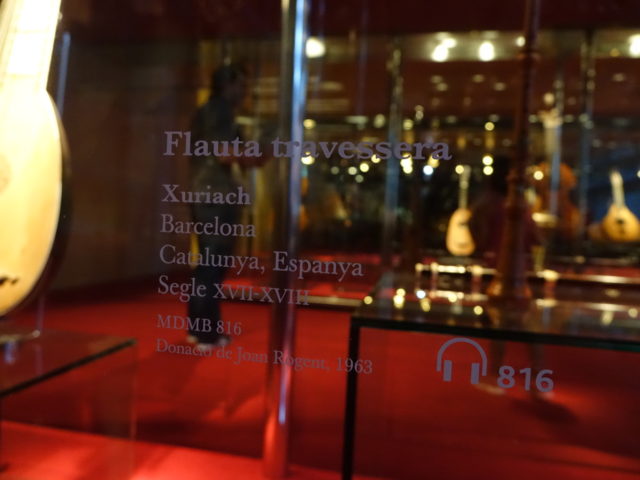 Flauta travessera
Xuriach
Barcelona
Catalunya, Espanya
Segle XVII-XVIII
MDMB 816
Donació de Joan Rogent, 1963
816